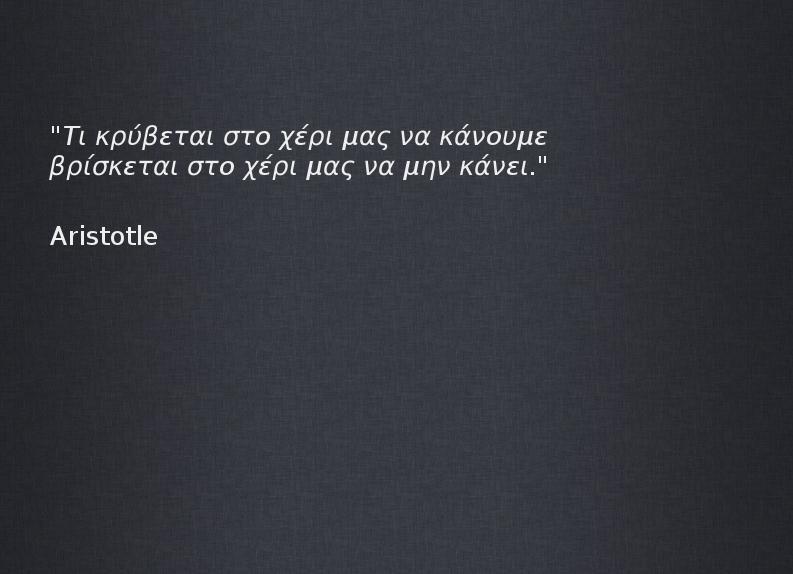 "Τι κρύβεται στο χέρι μας να κάνουμε
βρίσκεται στο χέρι μας να μην κάνει."
Aristotle